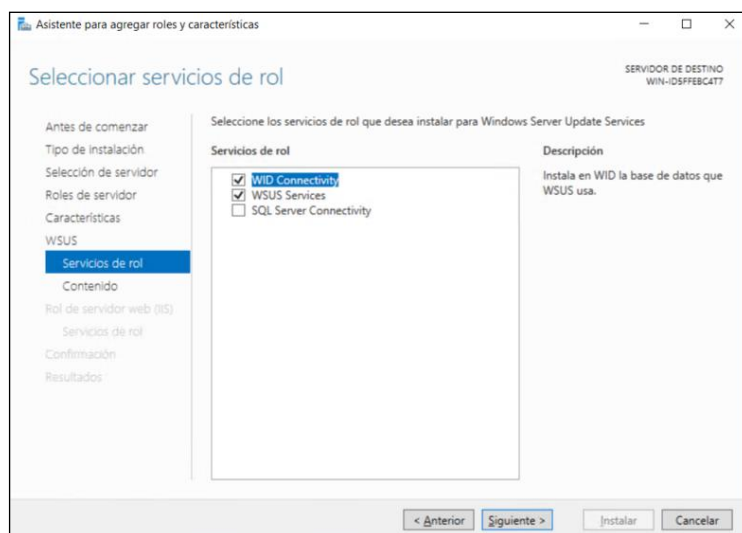 Asistente para agregar roles y características
Seleccionar servicios de rol
SERVIDOR DE DESTINO
WIN-ID5FFEBC4T7
Antes de comenzar
Tipo de instalación
Selección de servidor
Roles de servidor
Características
WSUS
Servicios de rol
Contenido
Rol de servidor web (IIS)
Servicios de rol
Confirmación
Resultados
Seleccione los servicios de rol que desea instalar para Windows Server Update Services
Servicios de rol
WID Connectivity
WSUS Services
SQL Server Connectivity
Descripción
Instala en WID la base de datos que
WSUS usa.
< Anterior
Siguiente >
Instalar
Cancelar